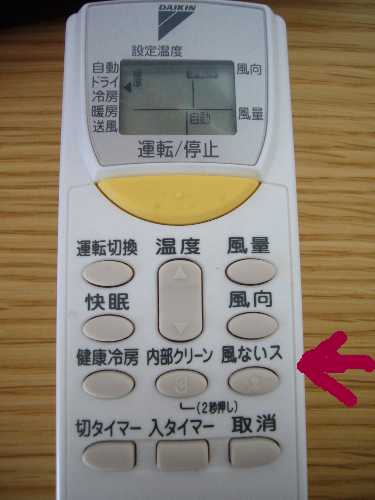 DAIKIN
設定温度
自動 風向
ドライ
冷房
暖房 自動 風量
送風
運転/停止
運転切換 温度 風量
快眠 風向
健康冷房 内部クリーン 風ないス
(2秒押し)
切タイマー 入タイマー 取消